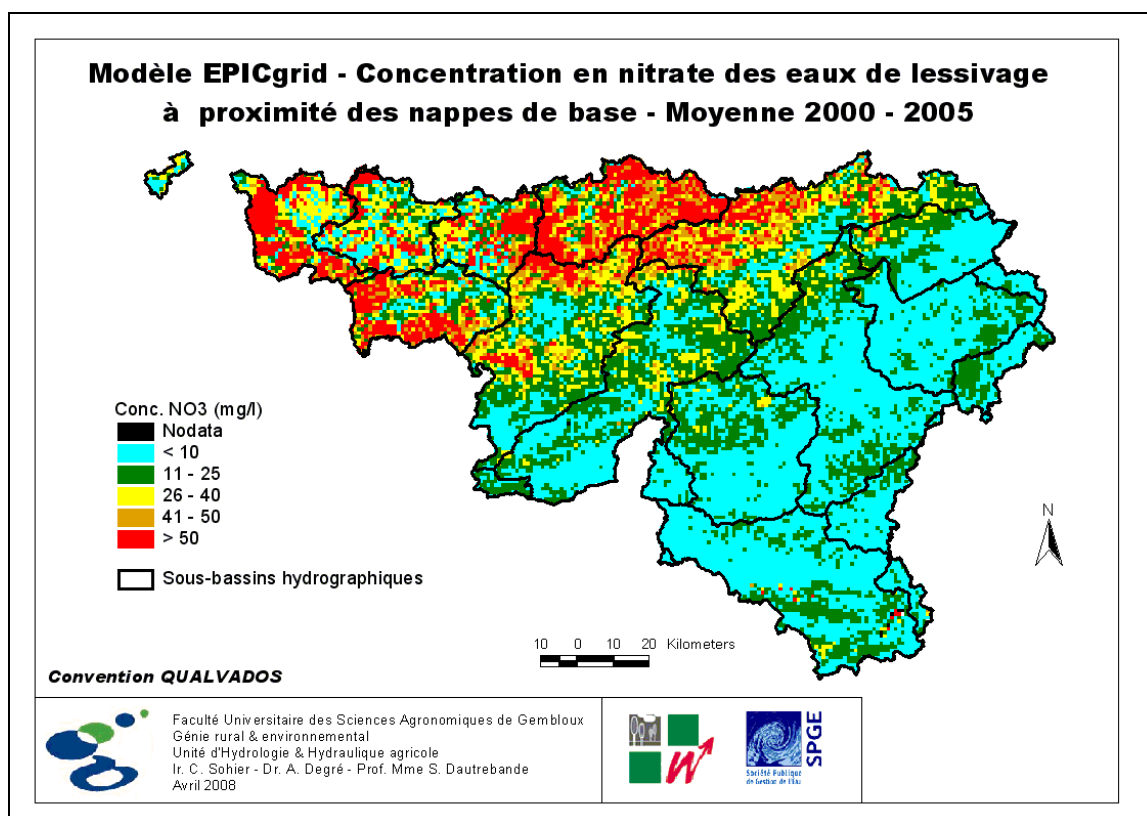 Modèle EPICgrid - Concentration en nitrate des eaux de lessivage
à proximité des nappes de base - Moyenne 2000 - 2005
Conc. NO3 (mg/l)
Nodata
< 10
11 - 25
26 - 40
41 - 50
> 50
Sous-bassins hydrographiques
N
10 0 10 20 Kilometers
Convention QUALVADOS
Faculté Universitaire des Sciences Agronomiques de Gembloux
Génie rural & environnemental
Unité d'Hydrologie & Hydraulique agricole
Ir. C. Sohier - Dr. A. Degré - Prof. Mme S. Dautrebande
Avril 2008
W
SPGE
Société Publique
de Gestion de l'Eau